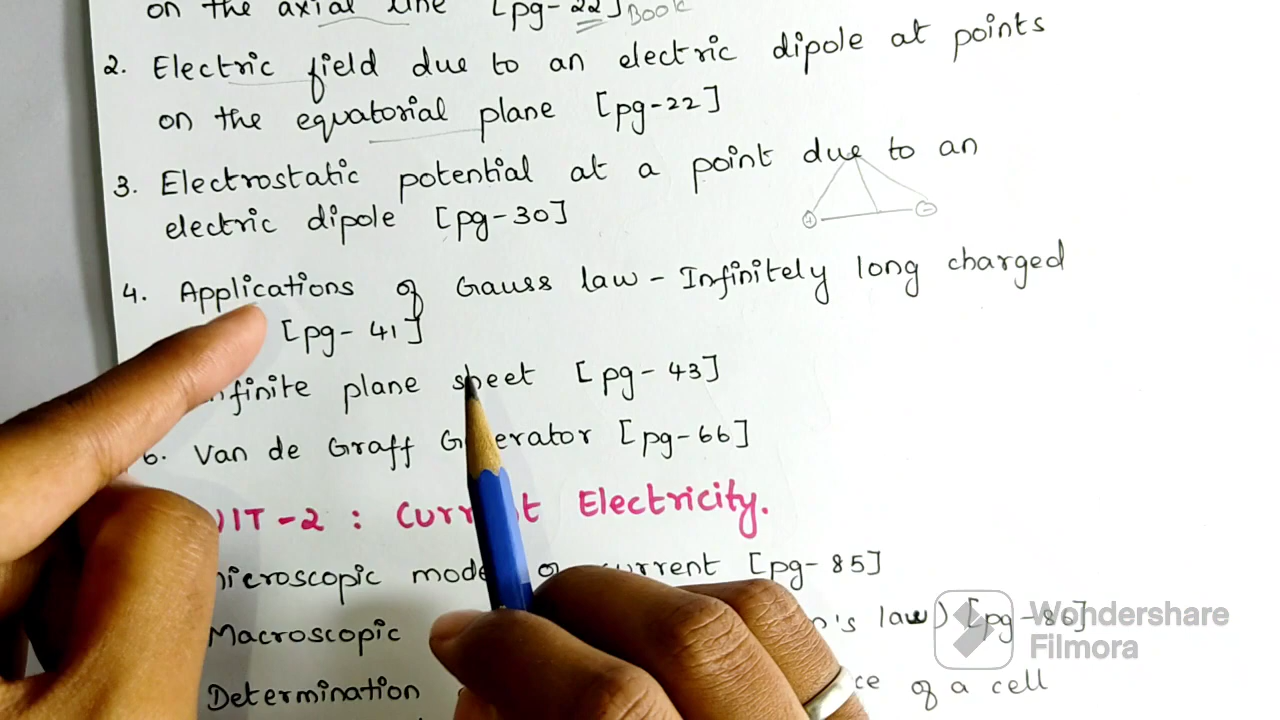 on the axial line [pg-22] Book
2. Electric field due to an electric dipole at points
on the equatorial plane [pg-22]
3. Electrostatic potential at a point due to an
electric dipole [pg-30]
4. Applications of Gauss law - Infinitely long charged
[pg-41]
plane sheet [pg-43]
6. Van de Graff Generator [pg-66]
: Current Electricity.
current [pg-85]
Macroscopic law) [pg-86]
Determination of a cell
Wondershare
Filmora